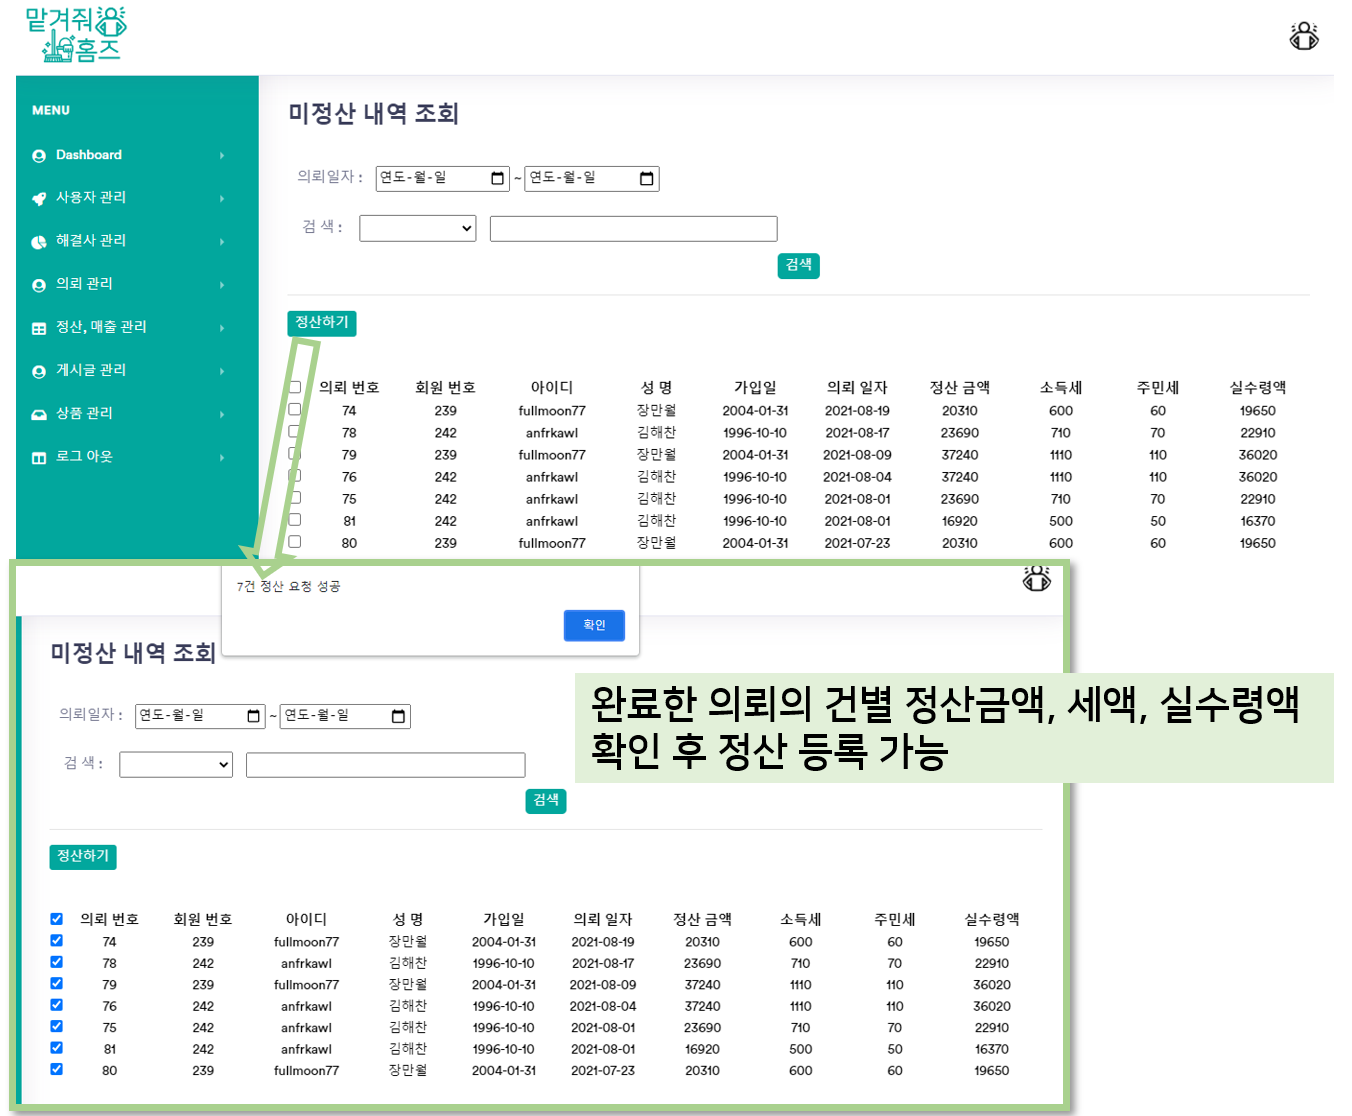 맡겨줘
홈즈
MENU
Dashboard
사용자 관리
해결사 관리
의뢰 관리
정산, 매출 관리
게시글 관리
상품 관리
로그 아웃
미정산 내역 조회
의뢰일자 : 연도-월-일 ~ 연도-월-일
검 색 :
검색
정산하기
의뢰 번호 회원 번호 아이디 성 명 가입일 의뢰 일자 정산 금액 소득세 주민세 실수령액
74 239 fullmoon77 장만월 2004-01-31 2021-08-19 20310 600 60 19650
78 242 anfrkawl 김해찬 1996-10-10 2021-08-17 23690 710 70 22910
79 239 fullmoon77 장만월 2004-01-31 2021-08-09 37240 1110 110 36020
76 242 anfrkawl 김해찬 1996-10-10 2021-08-04 37240 1110 110 36020
75 242 anfrkawl 김해찬 1996-10-10 2021-08-01 23690 710 70 22910
81 242 anfrkawl 김해찬 1996-10-10 2021-08-01 16920 500 50 16370
80 239 fullmoon77 장만월 2004-01-31 2021-07-23 20310 600 60 19650
7건 정산 요청 성공
확인
미정산 내역 조회
의뢰일자 : 연도-월-일 ~ 연도-월-일
검 색 :
검색
완료한 의뢰의 건별 정산금액, 세액, 실수령액
확인 후 정산 등록 가능
정산하기
의뢰 번호 회원 번호 아이디 성 명 가입일 의뢰 일자 정산 금액 소득세 주민세 실수령액
74 239 fullmoon77 장만월 2004-01-31 2021-08-19 20310 600 60 19650
78 242 anfrkawl 김해찬 1996-10-10 2021-08-17 23690 710 70 22910
79 239 fullmoon77 장만월 2004-01-31 2021-08-09 37240 1110 110 36020
76 242 anfrkawl 김해찬 1996-10-10 2021-08-04 37240 1110 110 36020
75 242 anfrkawl 김해찬 1996-10-10 2021-08-01 23690 710 70 22910
81 242 anfrkawl 김해찬 1996-10-10 2021-08-01 16920 500 50 16370
80 239 fullmoon77 장만월 2004-01-31 2021-07-23 20310 600 60 19650